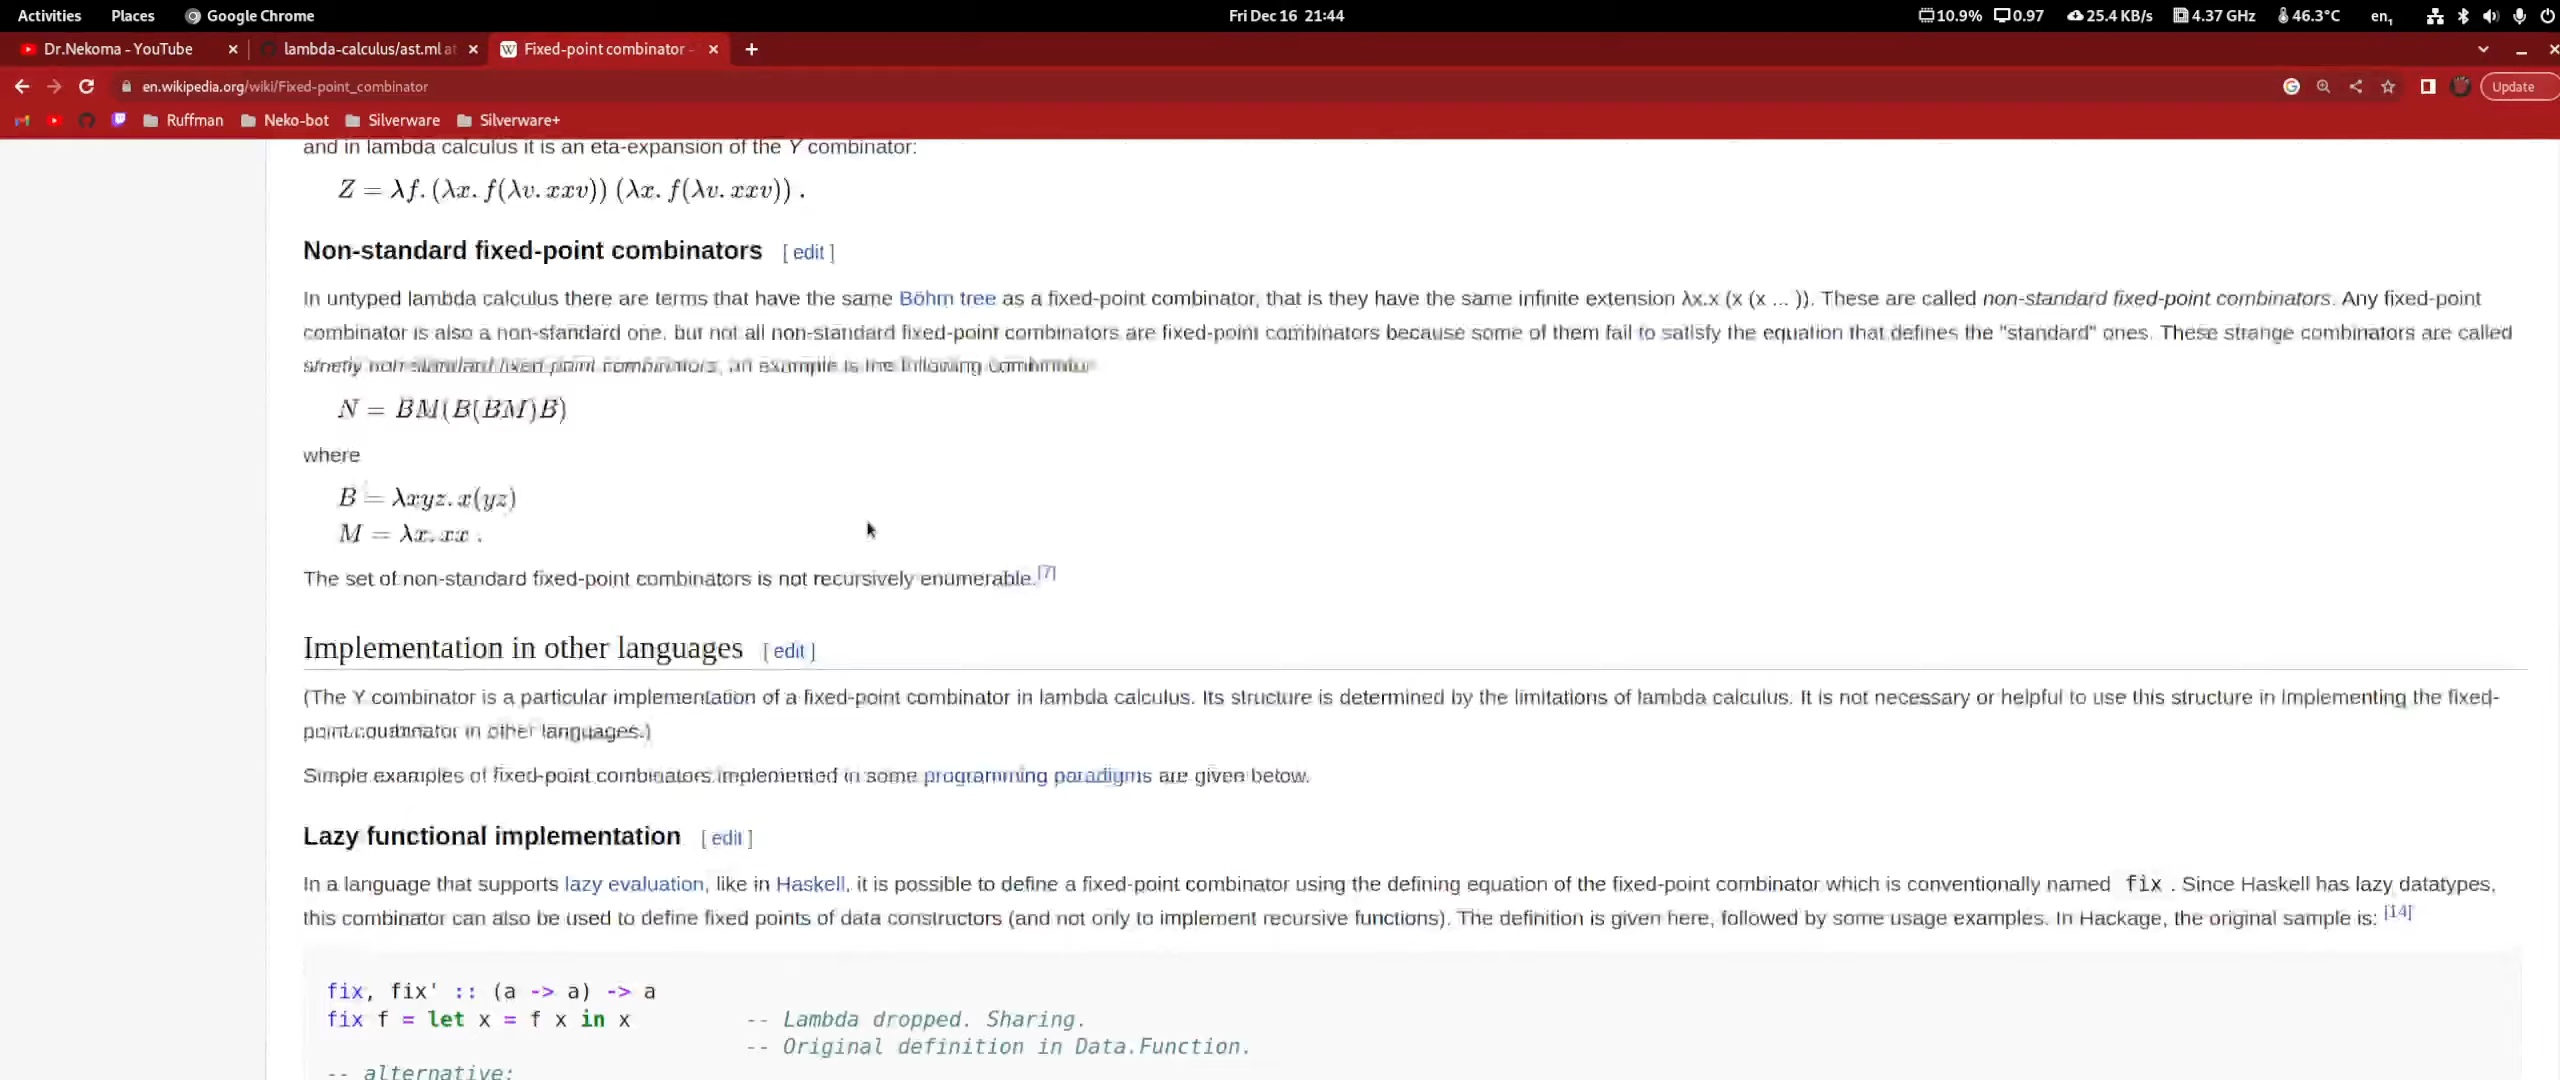 Activities Places Google Chrome Fri Dec 16 21:44 10.9% 0.97 25.4 KB/s 4.37 GHz 46.3°C en1
Dr.Nekoma - YouTube lambda-calculus/ast.ml at Fixed-point combinator -
en.wikipedia.org/wiki/Fixed-point_combinator Update
Ruffman Neko-bot Silverware Silverware+
and in lambda calculus it is an eta-expansion of the Y combinator:
Z = λf. (λx. f(λv. xxv)) (λx. f(λv. xxv)) .
Non-standard fixed-point combinators [ edit ]
In untyped lambda calculus there are terms that have the same Böhm tree as a fixed-point combinator, that is they have the same infinite extension λx.x (x (x ... )). These are called non-standard fixed-point combinators. Any fixed-point
combinator is also a non-standard one, but not all non-standard fixed-point combinators are fixed-point combinators because some of them fail to satisfy the equation that defines the "standard" ones. These strange combinators are called
strictly non-standard fixed-point combinators; an example is the following combinator:
N = BM(B(BM)B)
where
B = λxyz. x(yz)
M = λx. xx .
The set of non-standard fixed-point combinators is not recursively enumerable.[7]
Implementation in other languages [ edit ]
(The Y combinator is a particular implementation of a fixed-point combinator in lambda calculus. Its structure is determined by the limitations of lambda calculus. It is not necessary or helpful to use this structure in implementing the fixed-
point combinator in other languages.)
Simple examples of fixed-point combinators implemented in some programming paradigms are given below.
Lazy functional implementation [ edit ]
In a language that supports lazy evaluation, like in Haskell, it is possible to define a fixed-point combinator using the defining equation of the fixed-point combinator which is conventionally named fix . Since Haskell has lazy datatypes,
this combinator can also be used to define fixed points of data constructors (and not only to implement recursive functions). The definition is given here, followed by some usage examples. In Hackage, the original sample is: [14]
fix, fix' :: (a -> a) -> a
fix f = let x = f x in x -- Lambda dropped. Sharing.
-- Original definition in Data.Function.
-- alternative: